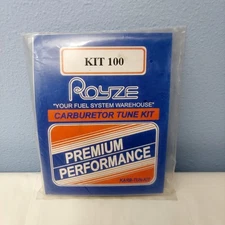 KIT 100
Royze
"YOUR FUEL SYSTEM WAREHOUSE"
CARBURETOR TUNE KIT
PREMIUM
PERFORMANCE